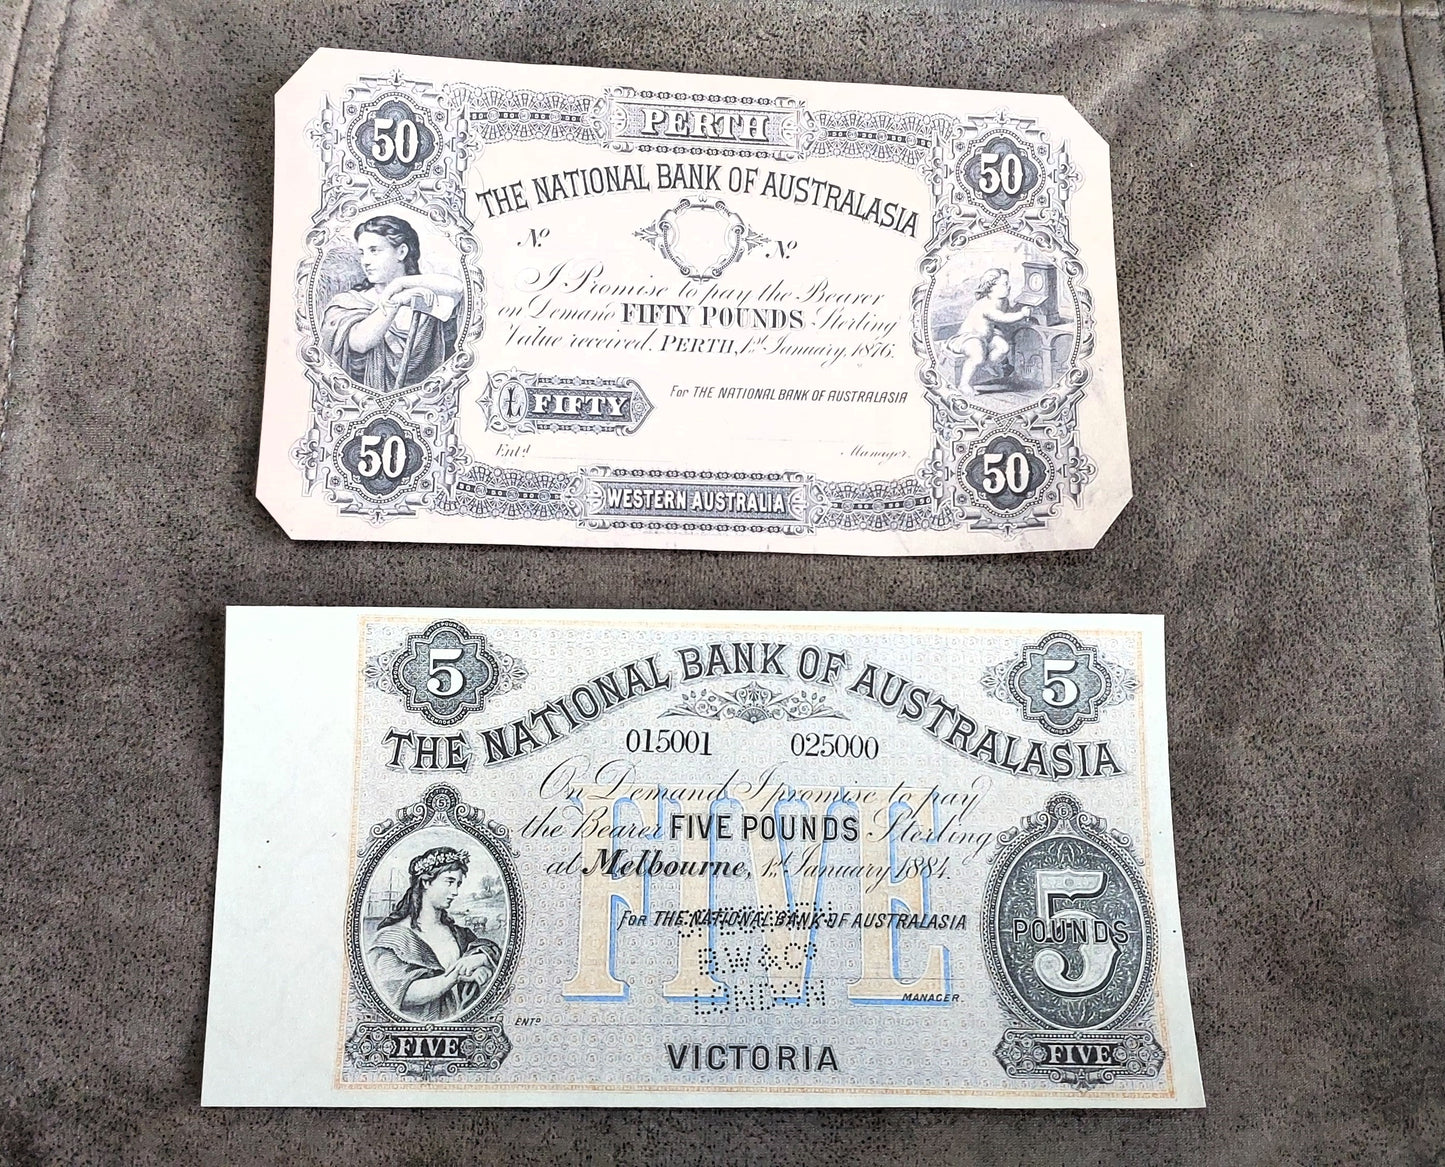 50 PERTH 50
THE NATIONAL BANK OF AUSTRALASIA
No. No.
I Promise to pay the Bearer
on Demand FIFTY POUNDS Sterling
Value received. PERTH, 1st January, 1876.
£ FIFTY
For THE NATIONAL BANK OF AUSTRALASIA
Entd Manager.
50 WESTERN AUSTRALIA 50
5 5
THE NATIONAL BANK OF AUSTRALASIA
015001 025000
On Demand I promise to pay
the Bearer FIVE POUNDS Sterling
at Melbourne, 1st January 1884.
FIVE
FOR THE NATIONAL BANK OF AUSTRALASIA
B.W & Co
LONDON
5 POUNDS
ENTD MANAGER
FIVE VICTORIA FIVE